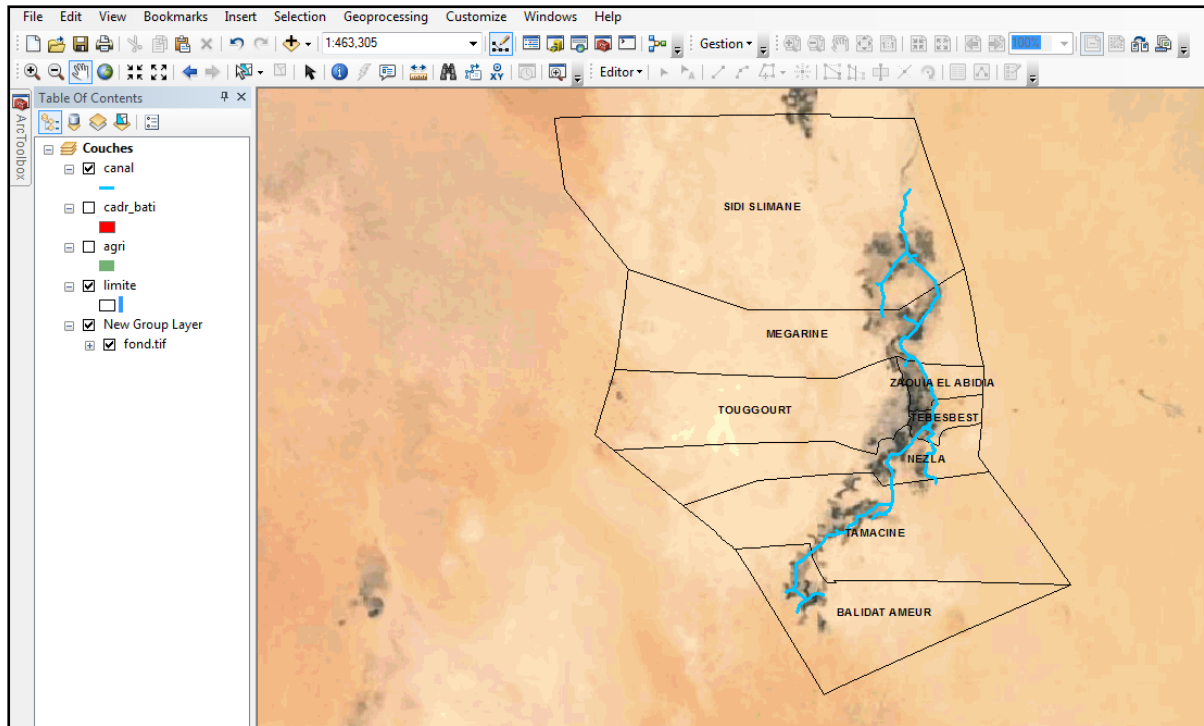 File Edit View Bookmarks Insert Selection Geoprocessing Customize Windows Help
1:463,305 Gestion 100%
Editor
Table Of Contents
ArcToolbox
Couches
canal
cadr_bati
agri
limite
New Group Layer
fond.tif
SIDI SLIMANE
MEGARINE
ZAOUIA EL ABIDIA
TOUGGOURT
TEBESBEST
NEZLA
TAMACINE
BALIDAT AMEUR